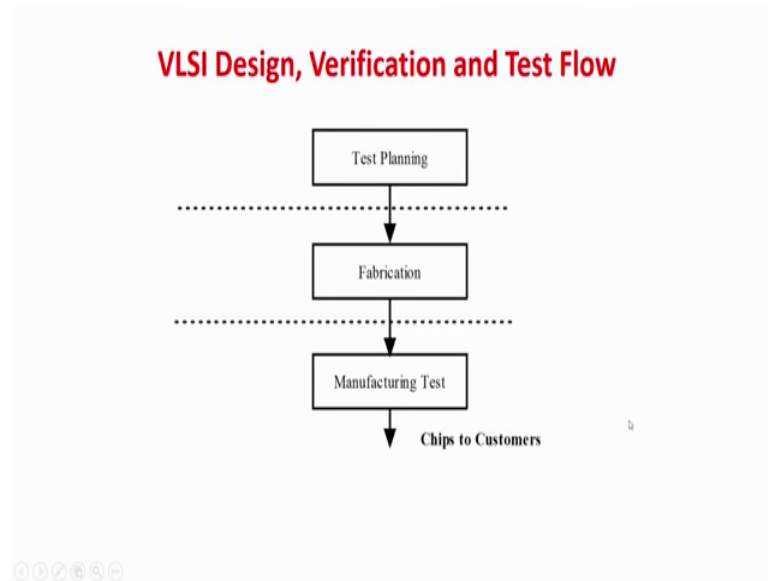 VLSI Design, Verification and Test Flow
Test Planning
Fabrication
Manufacturing Test
Chips to Customers